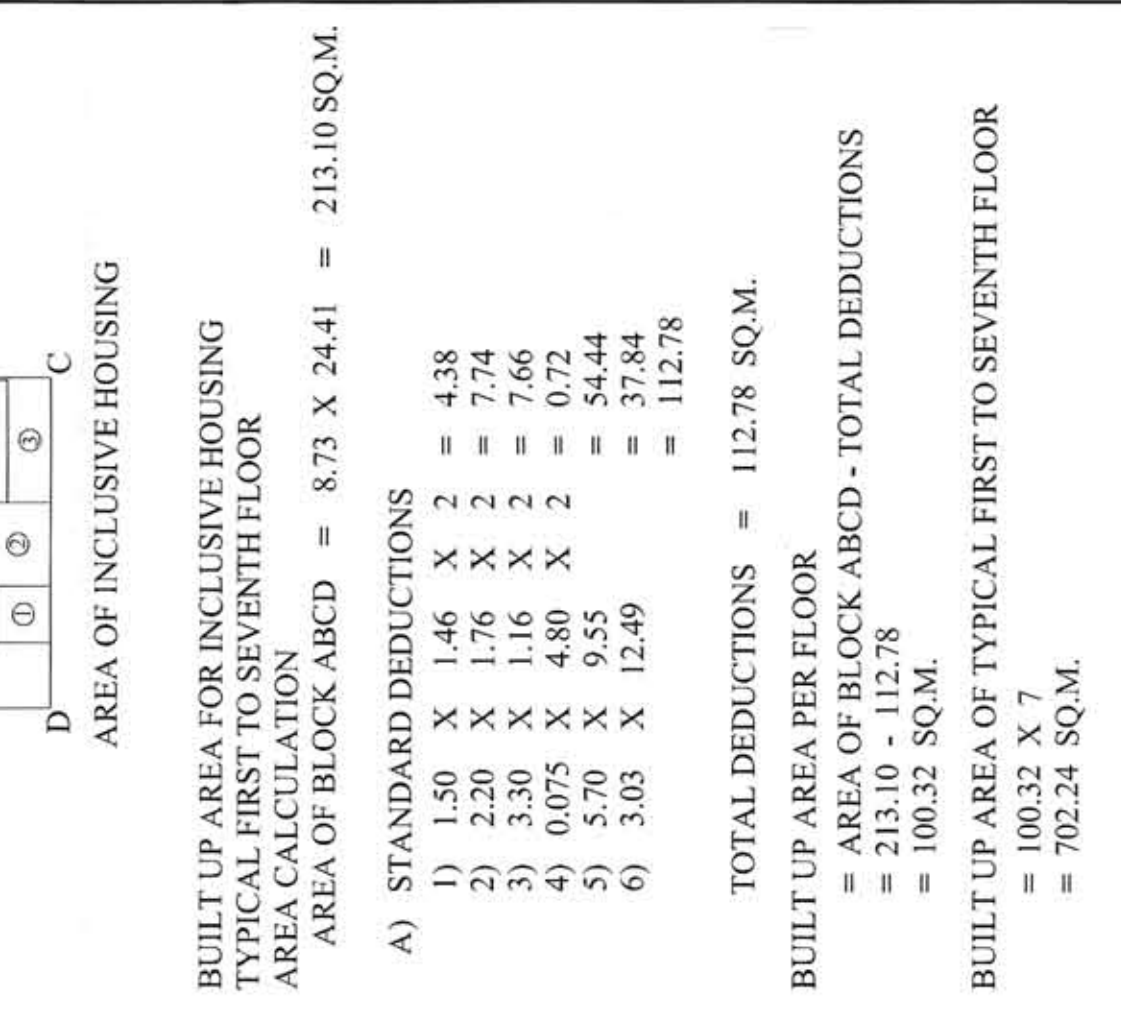 ① ② ③
D C
AREA OF INCLUSIVE HOUSING
BUILT UP AREA FOR INCLUSIVE HOUSING
TYPICAL FIRST TO SEVENTH FLOOR
AREA CALCULATION
AREA OF BLOCK ABCD = 8.73 X 24.41 = 213.10 SQ.M.
A) STANDARD DEDUCTIONS
1) 1.50 X 1.46 X 2 = 4.38
2) 2.20 X 1.76 X 2 = 7.74
3) 3.30 X 1.16 X 2 = 7.66
4) 0.075 X 4.80 X 2 = 0.72
5) 5.70 X 9.55 = 54.44
6) 3.03 X 12.49 = 37.84
= 112.78
TOTAL DEDUCTIONS = 112.78 SQ.M.
BUILT UP AREA PER FLOOR
= AREA OF BLOCK ABCD - TOTAL DEDUCTIONS
= 213.10 - 112.78
= 100.32 SQ.M.
BUILT UP AREA OF TYPICAL FIRST TO SEVENTH FLOOR
= 100.32 X 7
= 702.24 SQ.M.